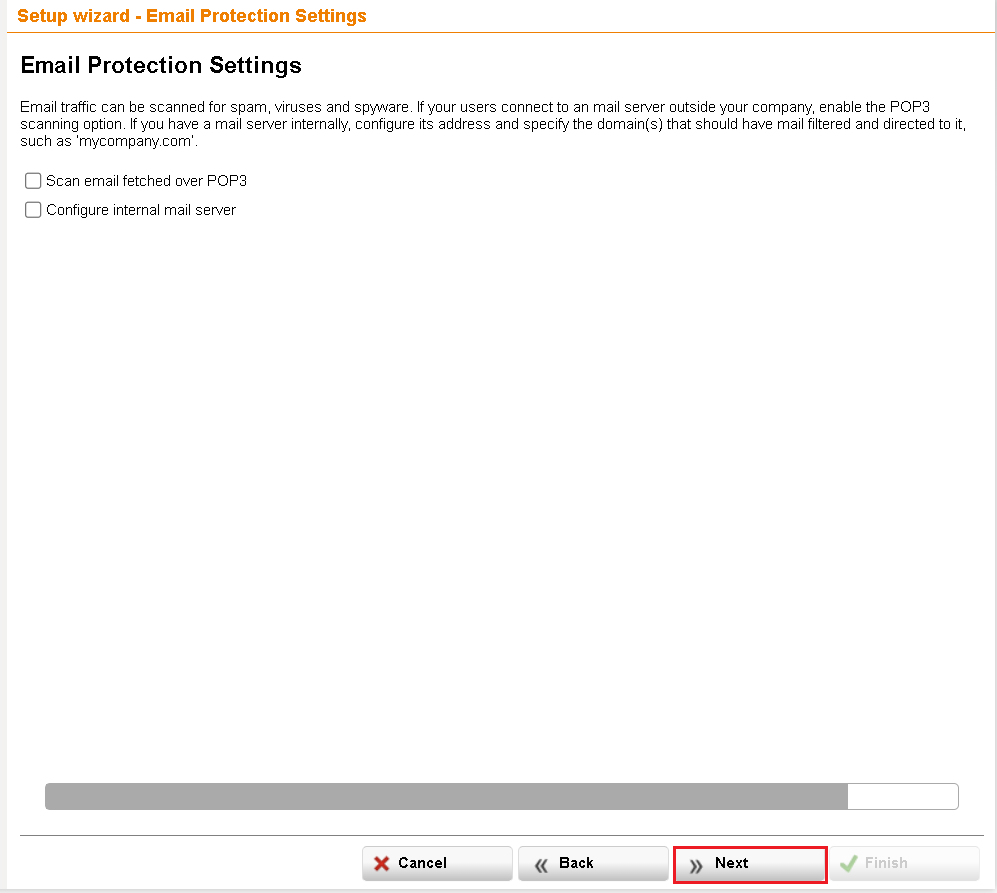 Setup wizard - Email Protection Settings
Email Protection Settings
Email traffic can be scanned for spam, viruses and spyware. If your users connect to an mail server outside your company, enable the POP3
scanning option. If you have a mail server internally, configure its address and specify the domain(s) that should have mail filtered and directed to it,
such as 'mycompany.com'.
Scan email fetched over POP3
Configure internal mail server
Cancel
Back
Next
Finish